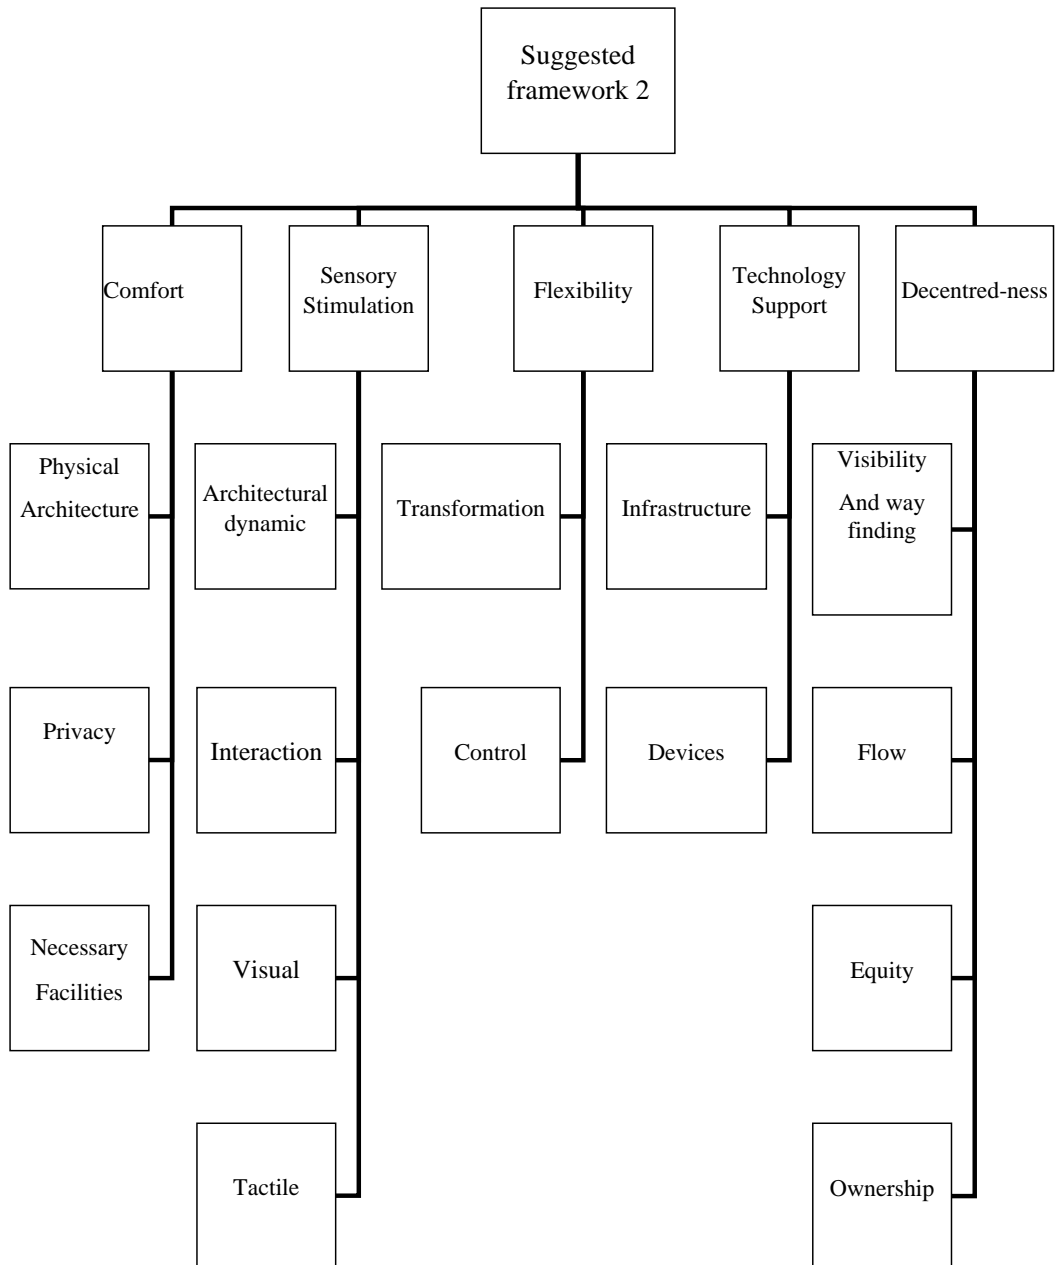 Suggested
framework 2
Comfort
Sensory
Stimulation
Flexibility
Technology
Support
Decentred-ness
Physical
Architecture
Architectural
dynamic
Transformation
Infrastructure
Visibility
And way
finding
Privacy
Interaction
Control
Devices
Flow
Necessary
Facilities
Visual
Equity
Tactile
Ownership